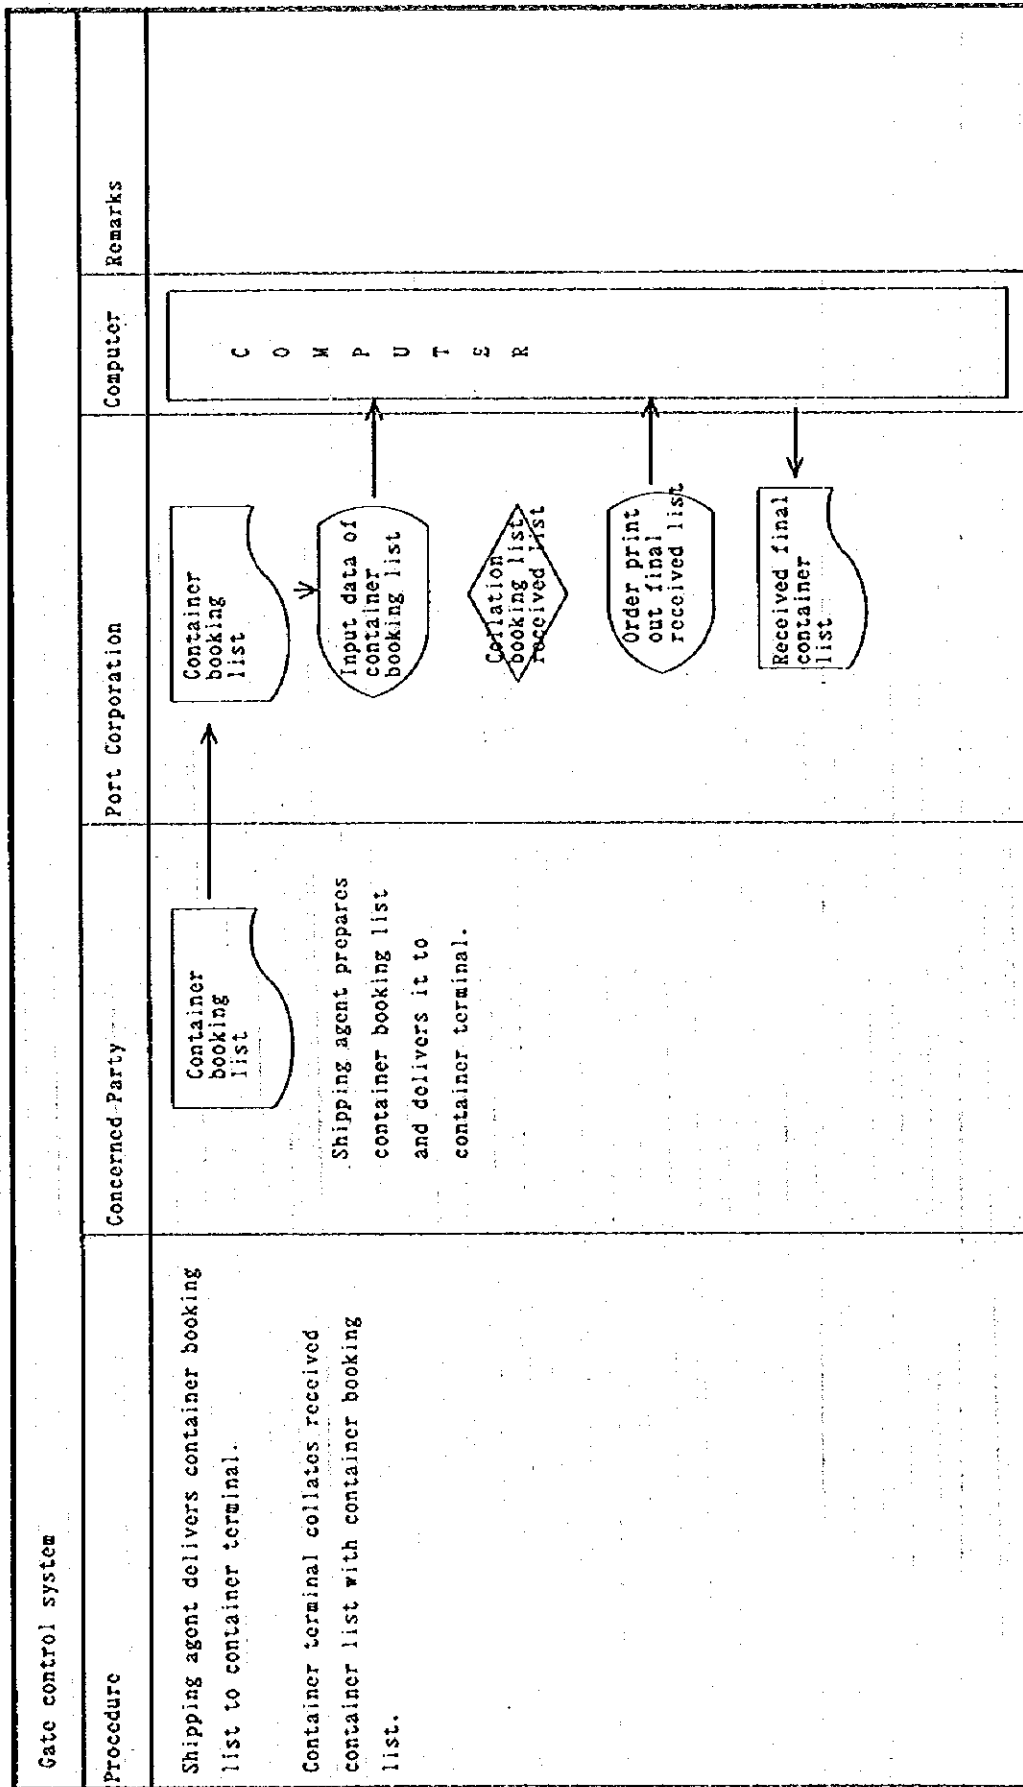 Gate control system
Procedure
Concerned Party
Port Corporation
Computer
Remarks
Shipping agent delivers container booking
list to container terminal.
Container terminal collates received
container list with container booking
list.
Container
booking
list
Shipping agent prepares
container booking list
and delivers it to
container terminal.
Container
booking
list
Input data of
container
booking list
Collation
booking list
received list
Order print
out final
received list
Received final
container
list
COMPUTER